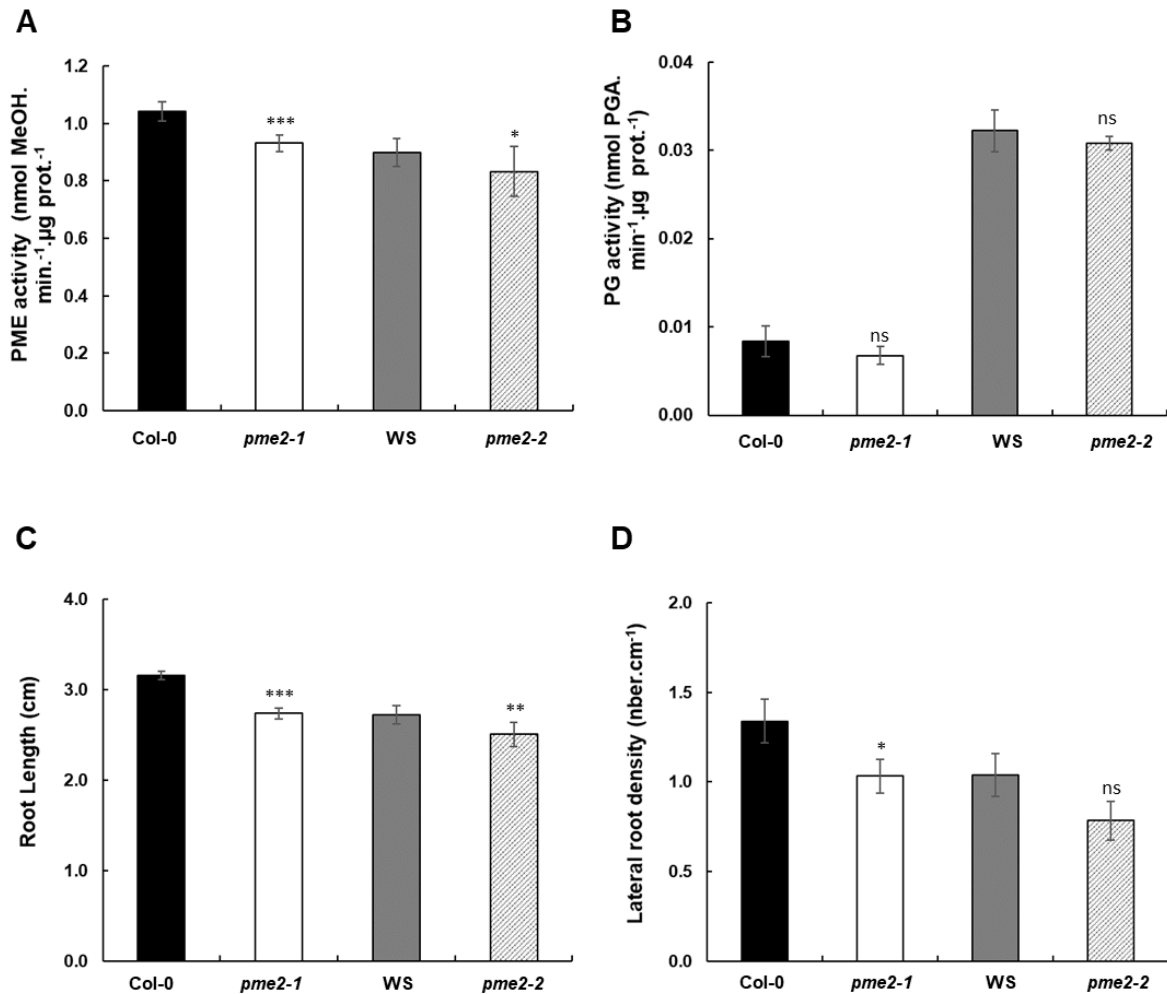 A
PME activity (nmol MeOH.
min.⁻¹.µg prot.⁻¹
1.2
1.0
0.8
0.6
0.4
0.2
0.0
***
*
Col-0
pme2-1
WS
pme2-2
B
PG activity (nmol PGA.
min⁻¹.µg prot.⁻¹)
0.04
0.03
0.02
0.01
0.00
ns
ns
Col-0
pme2-1
WS
pme2-2
C
Root Length (cm)
4.0
3.0
2.0
1.0
0.0
***
**
Col-0
pme2-1
WS
pme2-2
D
Lateral root density (nber.cm⁻¹)
2.0
1.5
1.0
0.5
0.0
*
ns
Col-0
pme2-1
WS
pme2-2